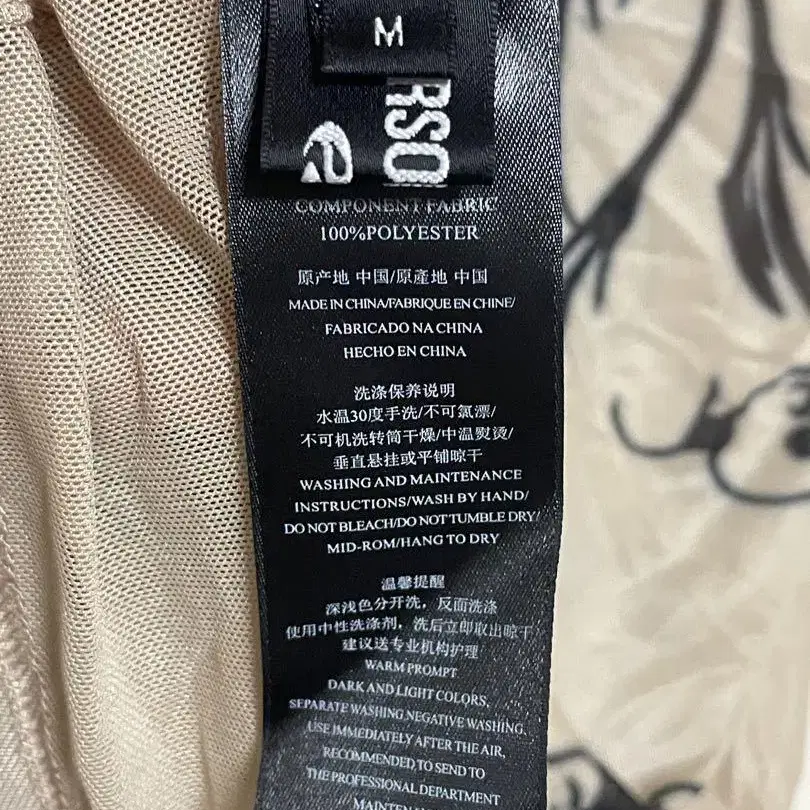 M
RSO
COMPONENT FABRIC
100%POLYESTER
原产地 中国/原產地 中国
MADE IN CHINA/FABRIQUE EN CHINE/
FABRICADO NA CHINA
HECHO EN CHINA
洗涤保养说明
水温30度手洗/不可氯漂/
不可机洗转筒干燥/中温熨烫/
垂直悬挂或平铺晾干
WASHING AND MAINTENANCE
INSTRUCTIONS/WASH BY HAND/
DO NOT BLEACH/DO NOT TUMBLE DRY/
MID-ROM/HANG TO DRY
温馨提醒
深浅色分开洗，反面洗涤
使用中性洗涤剂，洗后立即取出晾干
建议送专业机构护理
WARM PROMPT
DARK AND LIGHT COLORS,
SEPARATE WASHING.NEGATIVE WASHING.
USE IMMEDIATELY AFTER THE AIR,
RECOMMENDED TO SEND TO
THE PROFESSIONAL DEPARTMENT